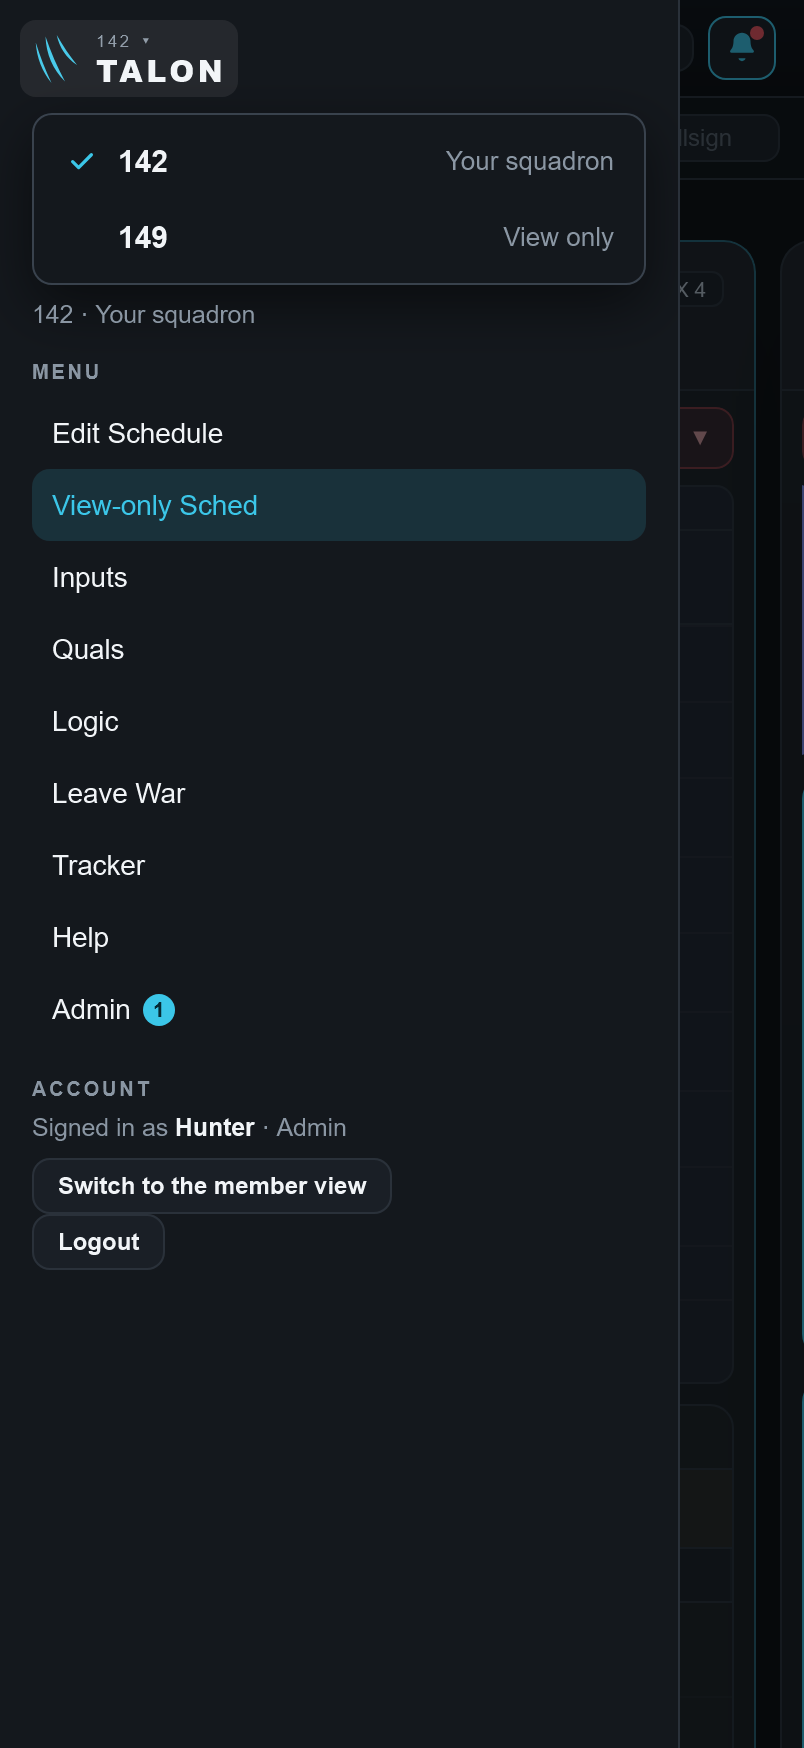 142 ▾
TALON
142 Your squadron
149 View only
142 · Your squadron
MENU
Edit Schedule
View-only Sched
Inputs
Quals
Logic
Leave War
Tracker
Help
Admin 1
ACCOUNT
Signed in as Hunter · Admin
Switch to the member view
Logout
llsign
X 4
▼